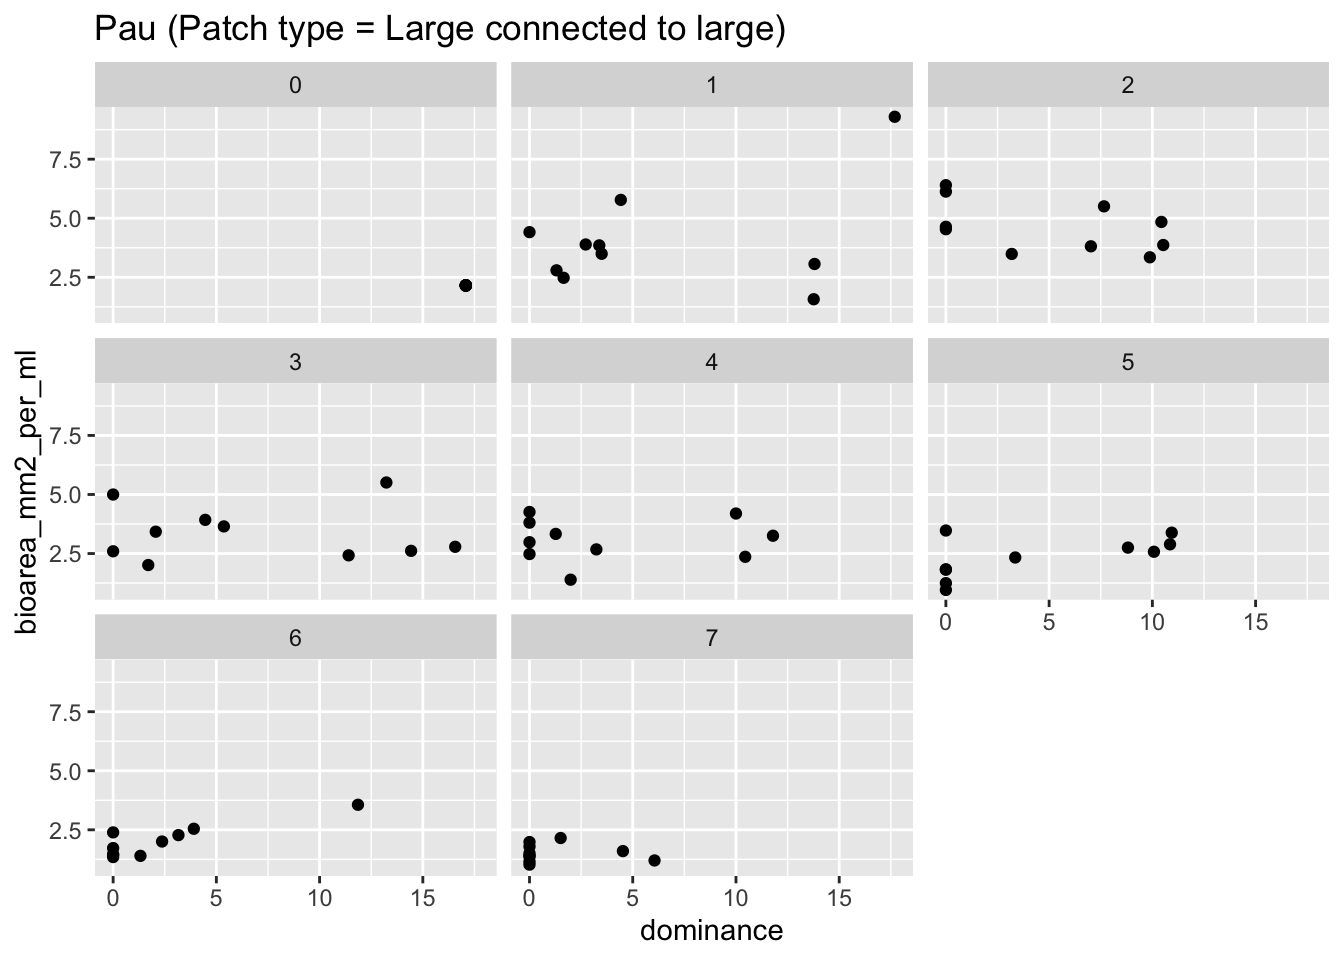 Pau (Patch type = Large connected to large)
0 1 2
7.5
5.0
2.5
3 4 5
7.5
5.0
2.5
0 5 10 15
6 7
7.5
5.0
2.5
0 5 10 15 0 5 10 15
dominance
bioarea_mm2_per_ml